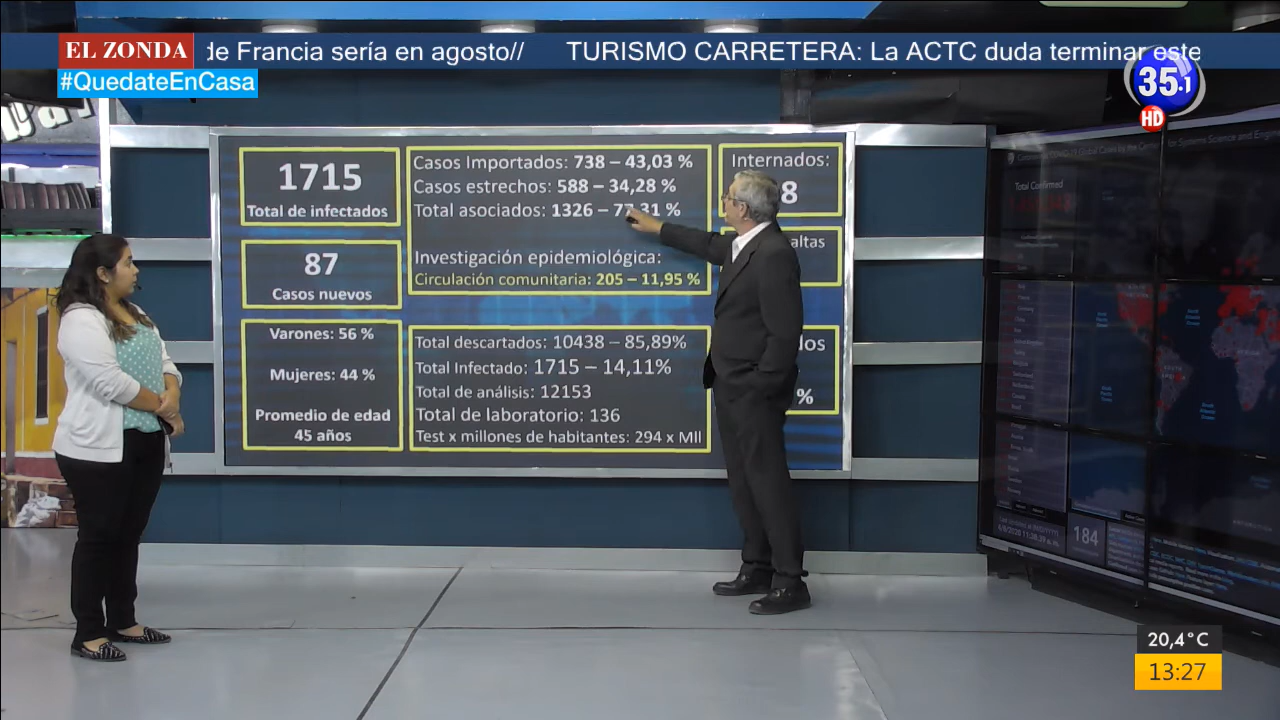 EL ZONDA
de Francia sería en agosto// TURISMO CARRETERA: La ACTC duda terminar este
#QuedateEnCasa
35.1
HD
1715
Total de infectados
87
Casos nuevos
Varones: 56 %
Mujeres: 44 %
Promedio de edad
45 años
Casos Importados: 738 – 43,03 %
Casos estrechos: 588 – 34,28 %
Total asociados: 1326 – 77,31 %
Investigación epidemiológica:
Circulación comunitaria: 205 – 11,95 %
Total descartados: 10438 – 85,89%
Total Infectado: 1715 – 14,11%
Total de análisis: 12153
Total de laboratorio: 136
Test x millones de habitantes: 294 x Mll
Internados:
8
altas
dos
%
Total Confirmed
184
20,4°C
13:27